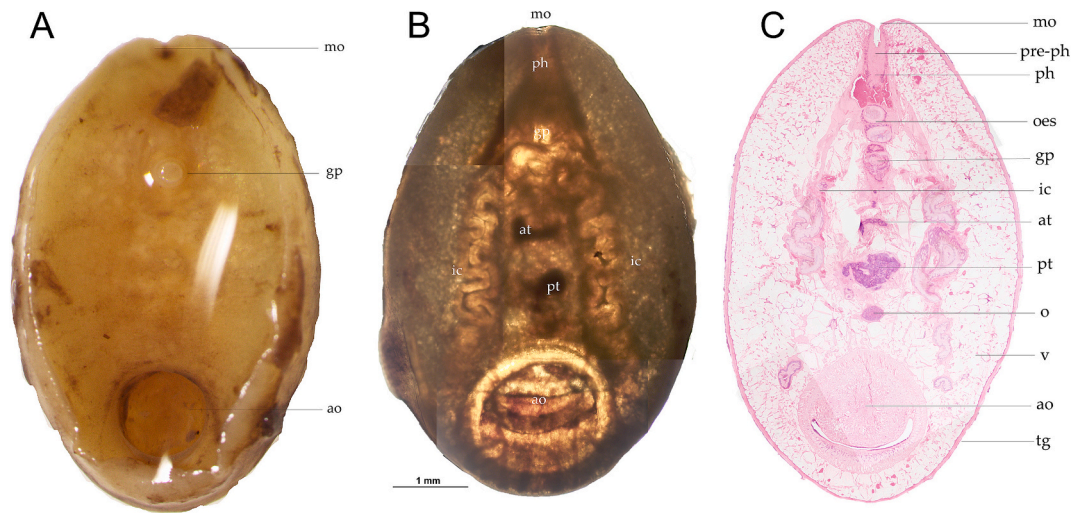 A
mo
gp
ao
B
mo
ph
gp
at
ic
ic
pt
ao
1 mm
C
mo
pre-ph
ph
oes
gp
ic
at
pt
o
v
ao
tg